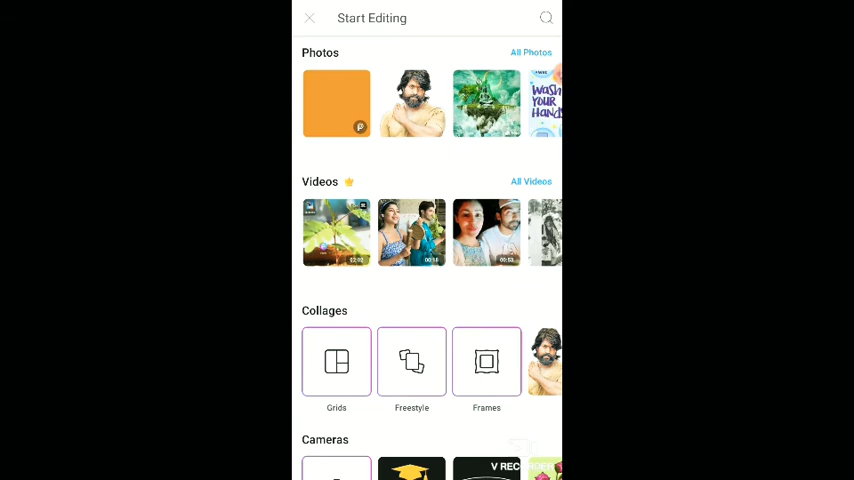 Start Editing
Photos
All Photos
WASH
YOUR
HANDS
Videos
All Videos
02:03
00:18
00:53
Collages
Grids
Freestyle
Frames
Cameras
V RECORDER